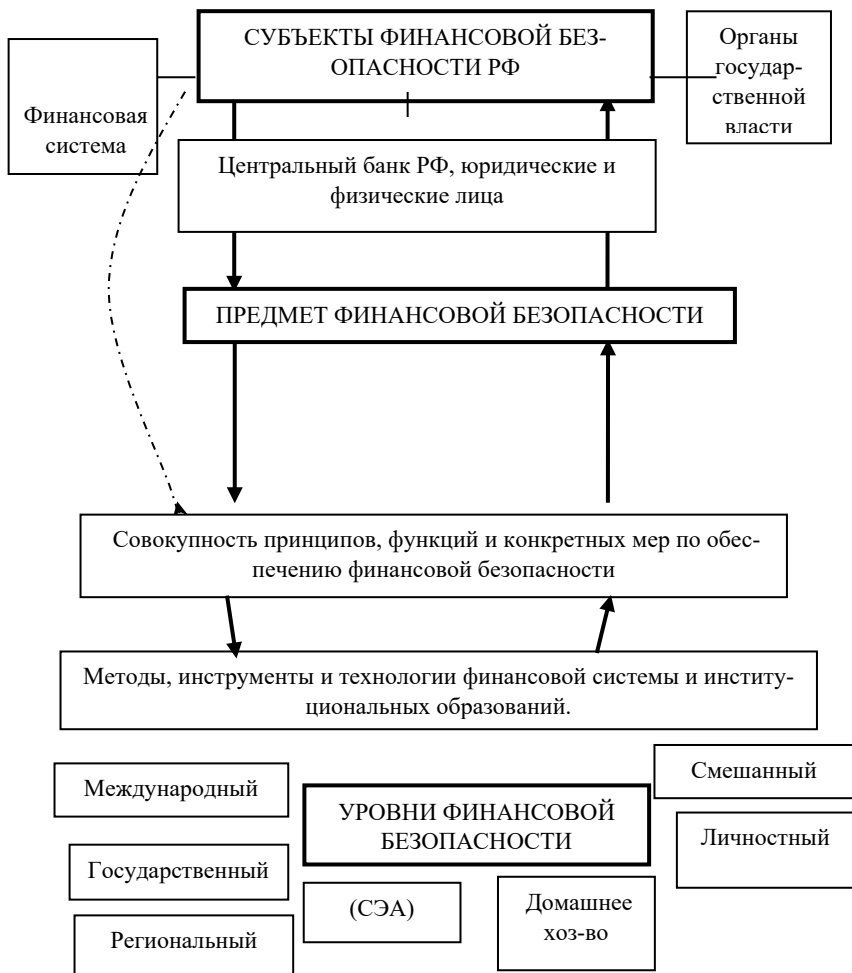 СУБЪЕКТЫ ФИНАНСОВОЙ БЕЗ-
ОПАСНОСТИ РФ
Финансовая
система
Органы
государ-
ственной
власти
Центральный банк РФ, юридические и
физические лица
ПРЕДМЕТ ФИНАНСОВОЙ БЕЗОПАСНОСТИ
Совокупность принципов, функций и конкретных мер по обес-
печению финансовой безопасности
Методы, инструменты и технологии финансовой системы и институ-
циональных образований.
Международный
УРОВНИ ФИНАНСОВОЙ
БЕЗОПАСНОСТИ
Смешанный
Личностный
Государственный
(СЭА)
Домашнее
хоз-во
Региональный